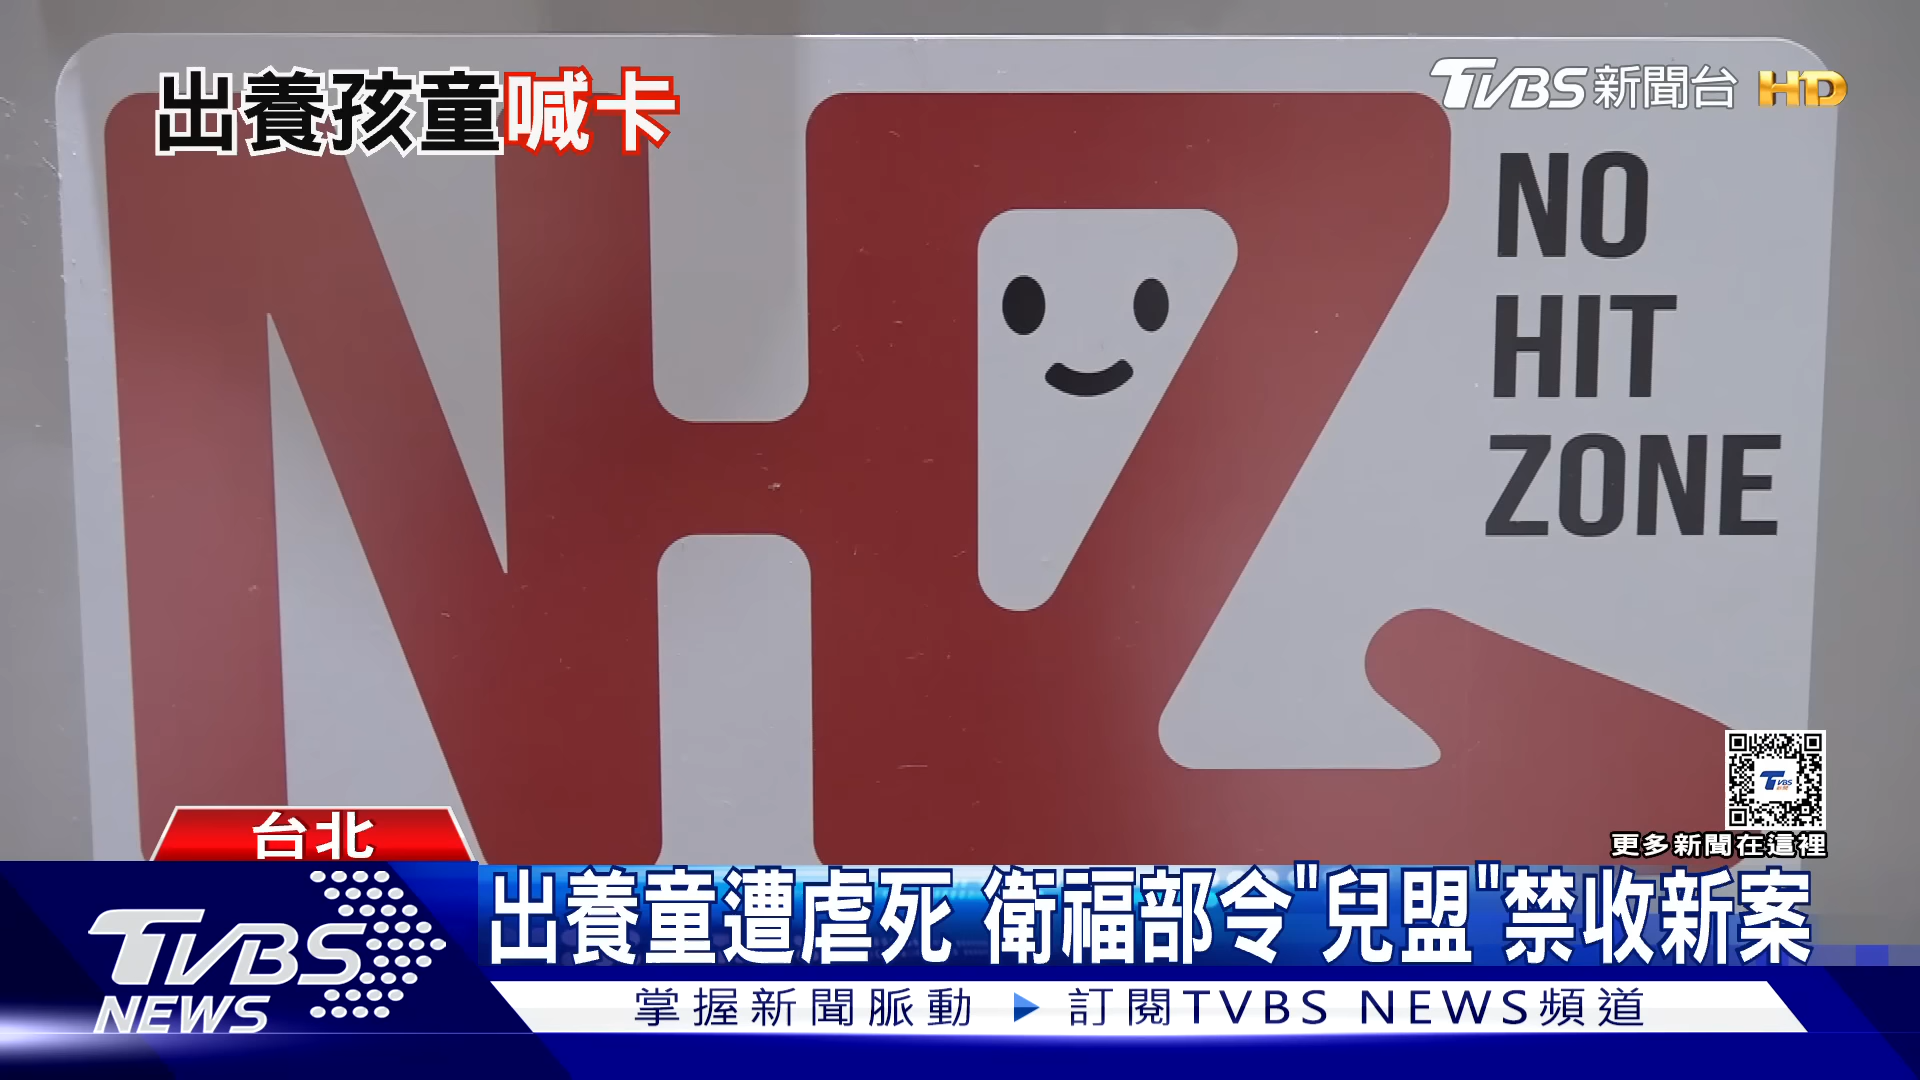 出養孩童喊卡
TVBS新聞台 HD
NHZ
NO
HIT
ZONE
TVBS
更多新聞在這裡
台北
出養童遭虐死 衛福部令"兒盟"禁收新案
TVBS
NEWS
掌握新聞脈動 ▶ 訂閱TVBS NEWS頻道